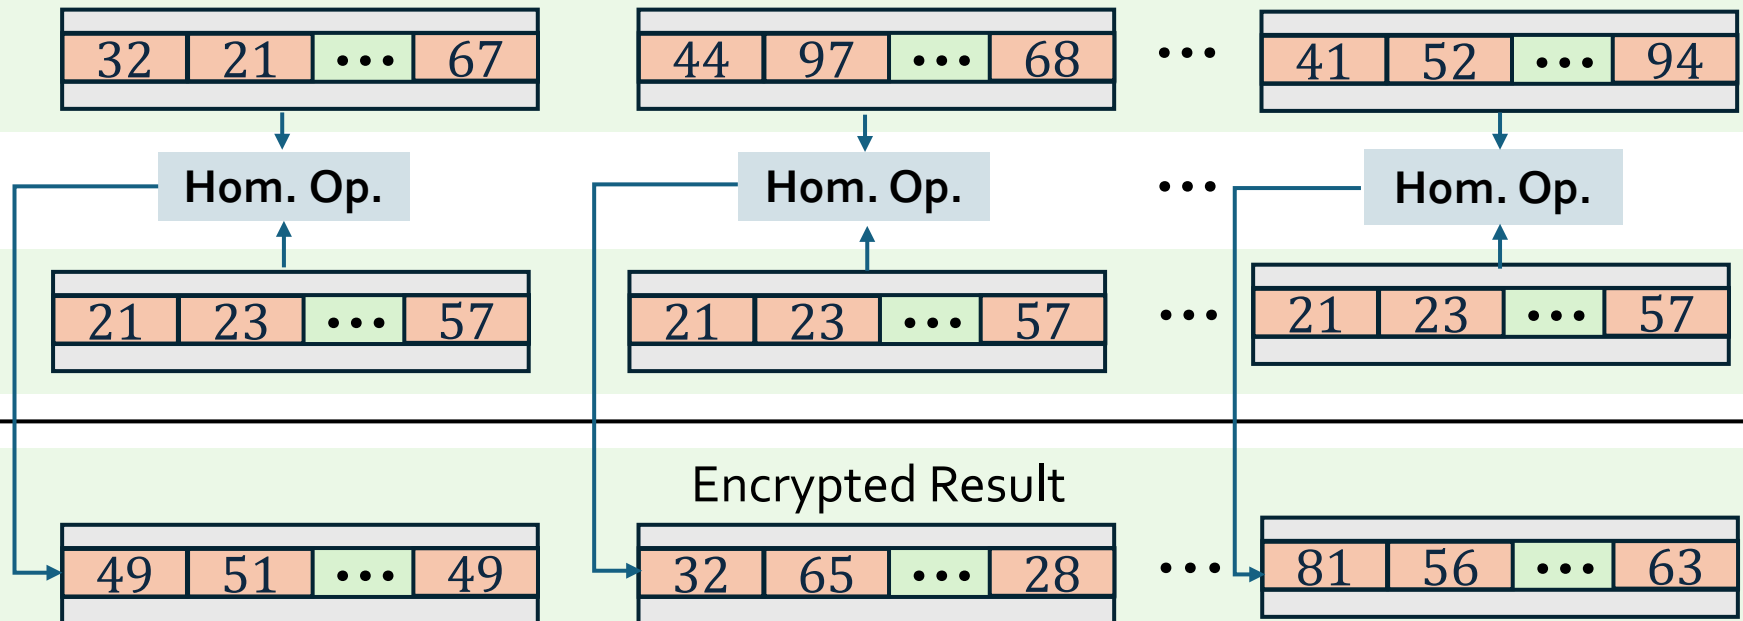 32 21 ••• 67 44 97 ••• 68 ••• 41 52 ••• 94
Hom. Op. Hom. Op. ••• Hom. Op.
21 23 ••• 57 21 23 ••• 57 ••• 21 23 ••• 57
Encrypted Result
49 51 ••• 49 32 65 ••• 28 ••• 81 56 ••• 63